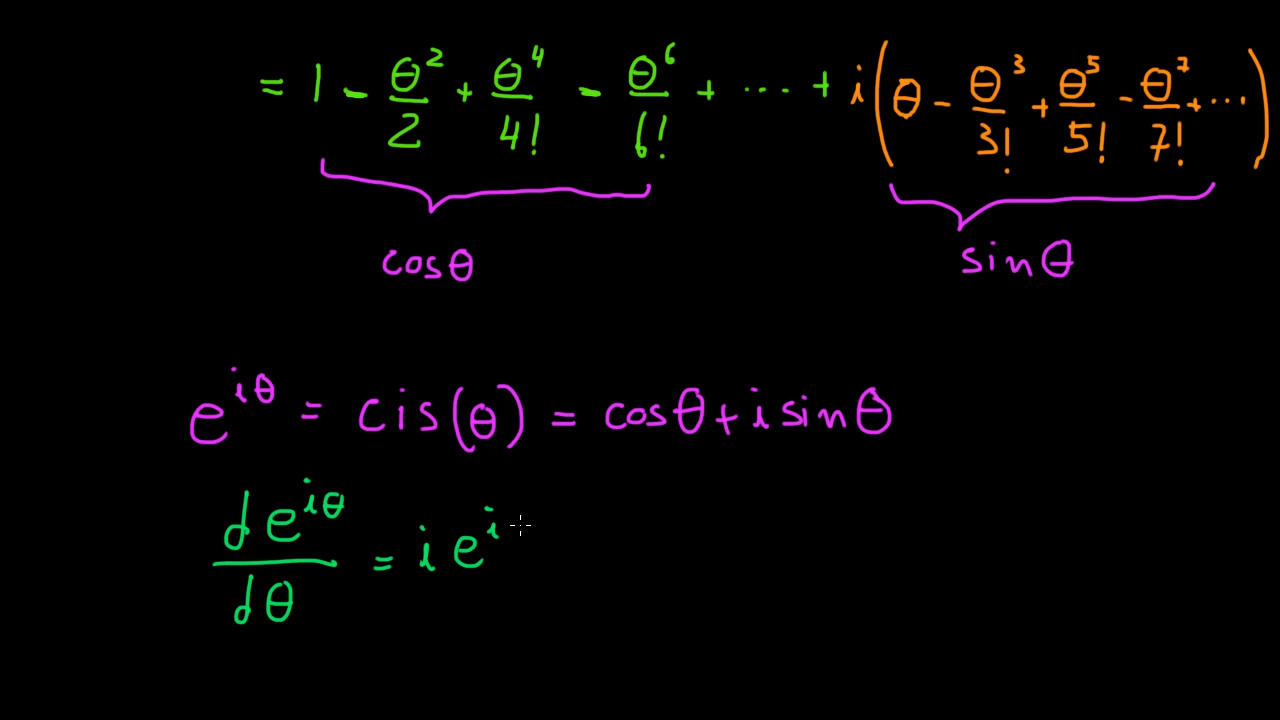 = 1 - θ²/2 + θ⁴/4! - θ⁶/6! + ... + i(θ - θ³/3! + θ⁵/5! - θ⁷/7! + ...)
cosθ sinθ
e^{iθ} = cis(θ) = cosθ + i sinθ
de^{iθ}/dθ = i e^{i